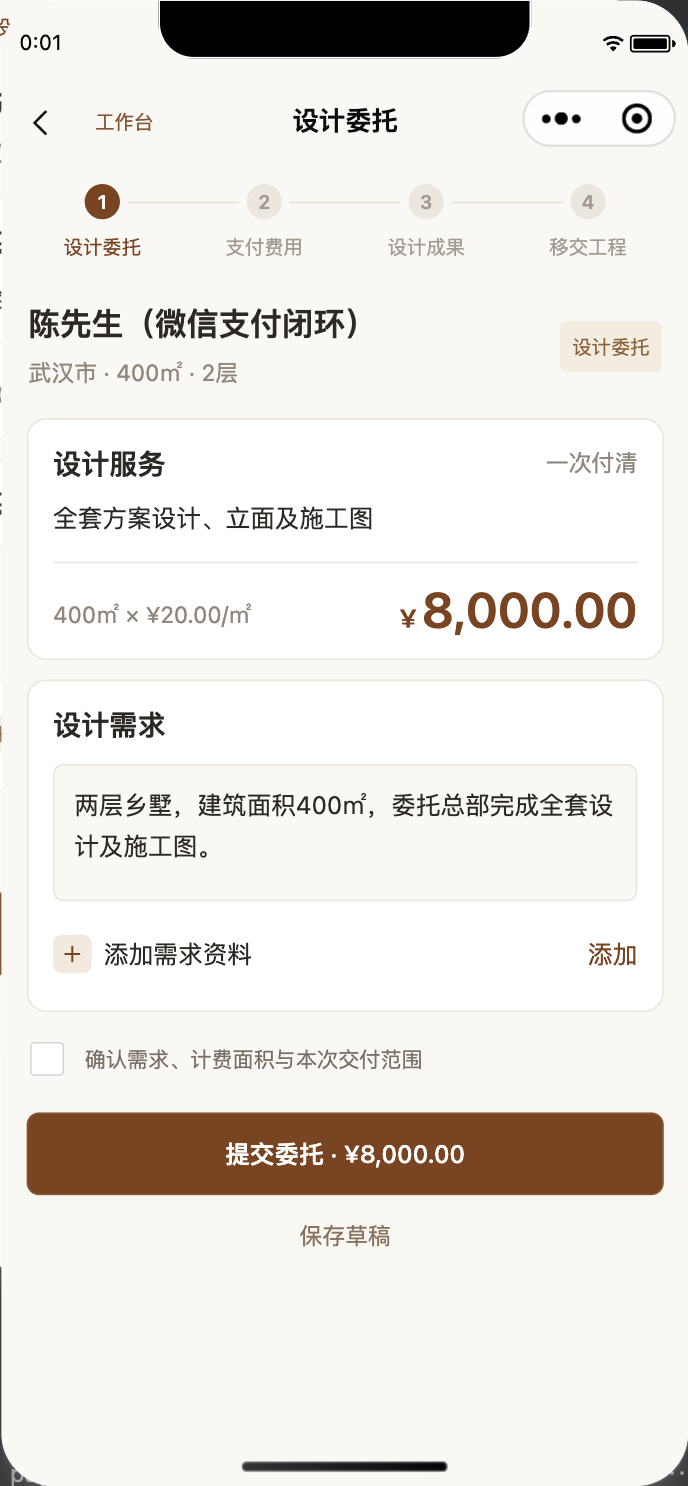 0:01
工作台
设计委托
1
2
3
4
设计委托
支付费用
设计成果
移交工程
陈先生（微信支付闭环）
武汉市 · 400㎡ · 2层
设计委托
设计服务
一次付清
全套方案设计、立面及施工图
400㎡ × ¥20.00/㎡
¥8,000.00
设计需求
两层乡墅，建筑面积400㎡，委托总部完成全套设
计及施工图。
+ 添加需求资料
添加
确认需求、计费面积与本次交付范围
提交委托 · ¥8,000.00
保存草稿